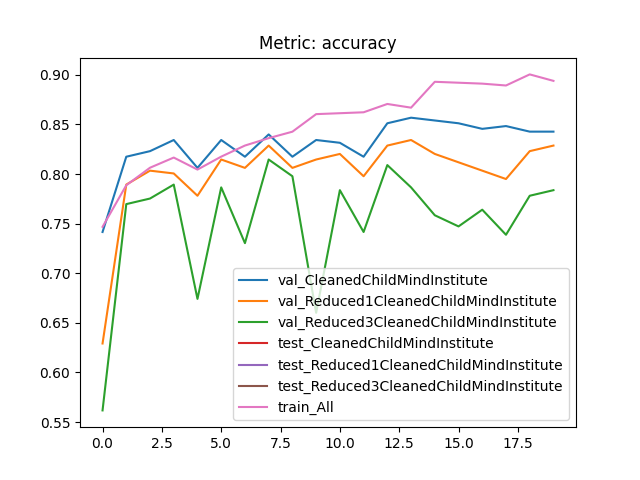 Metric: accuracy
0.90
0.85
0.80
0.75
0.70
0.65
0.60
0.55
val_CleanedChildMindInstitute
val_Reduced1CleanedChildMindInstitute
val_Reduced3CleanedChildMindInstitute
test_CleanedChildMindInstitute
test_Reduced1CleanedChildMindInstitute
test_Reduced3CleanedChildMindInstitute
train_All
0.0 2.5 5.0 7.5 10.0 12.5 15.0 17.5